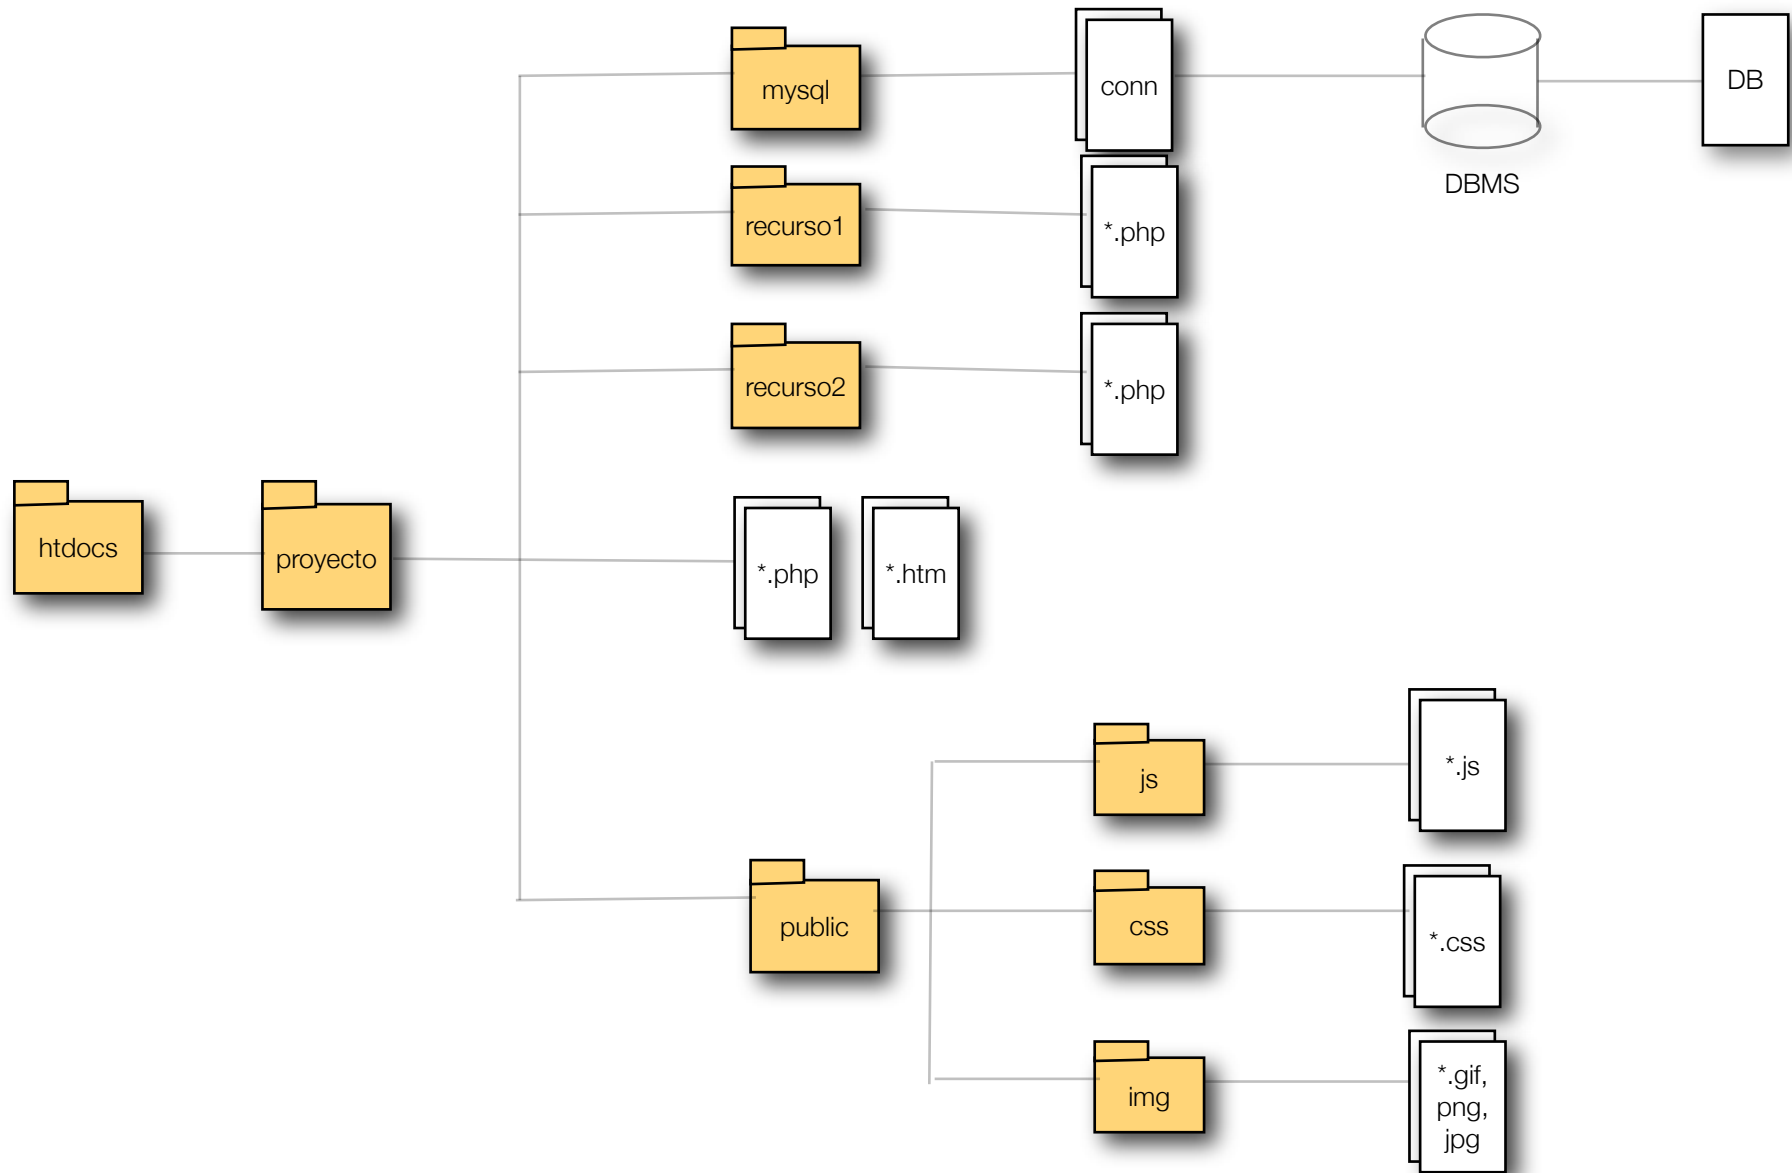 mysql
conn
DB
DBMS
recurso1
*.php
recurso2
*.php
htdocs
proyecto
*.php
*.htm
js
*.js
public
css
*.css
img
*.gif,
png,
jpg